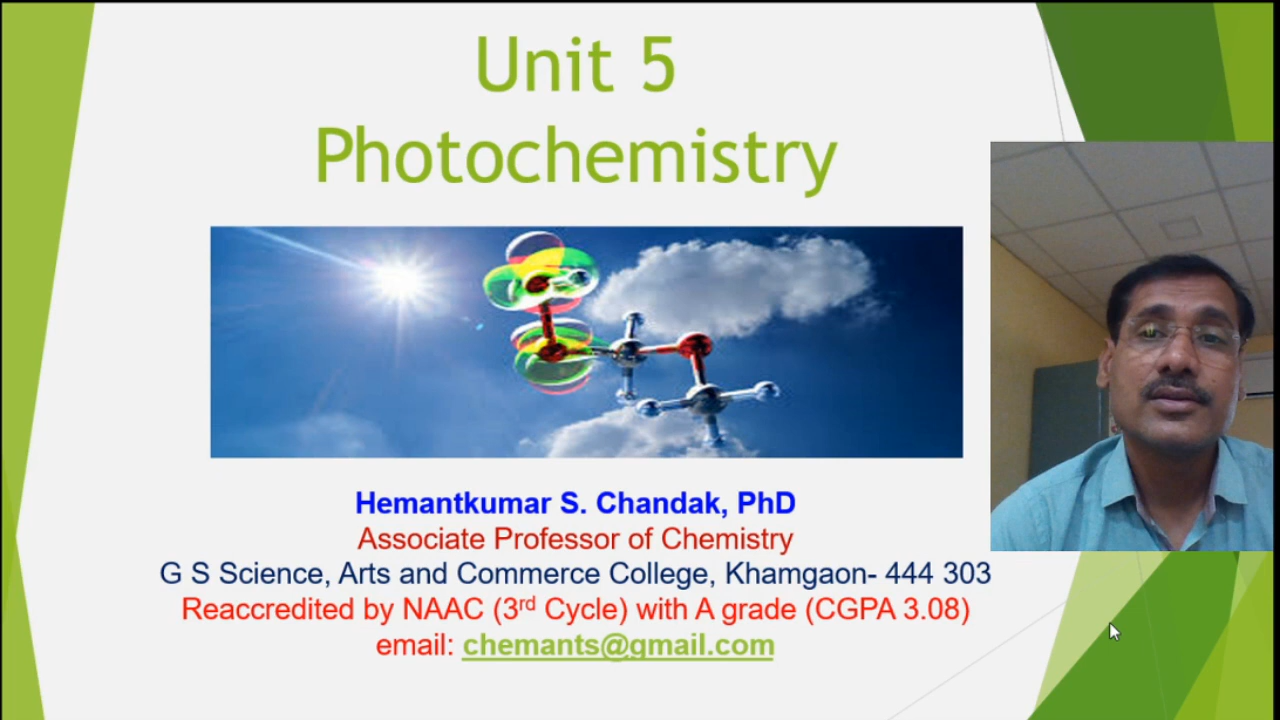 Unit 5
Photochemistry
Hemantkumar S. Chandak, PhD
Associate Professor of Chemistry
G S Science, Arts and Commerce College, Khamgaon- 444 303
Reaccredited by NAAC (3rd Cycle) with A grade (CGPA 3.08)
email: chemants@gmail.com